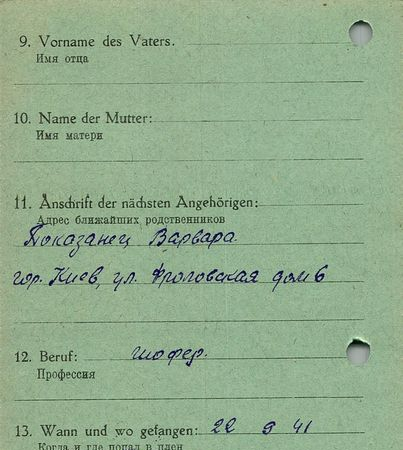 9. Vorname des Vaters.
Имя отца
10. Name der Mutter:
Имя матери
11. Anschrift der nächsten Angehörigen:
Адрес ближайших родственников
Показанец Варвара.
гор. Киев, ул. Фроловская дом 6
12. Beruf: шофер.
Профессия
13. Wann und wo gefangen: 22 9 41
Когда и где попал в плен